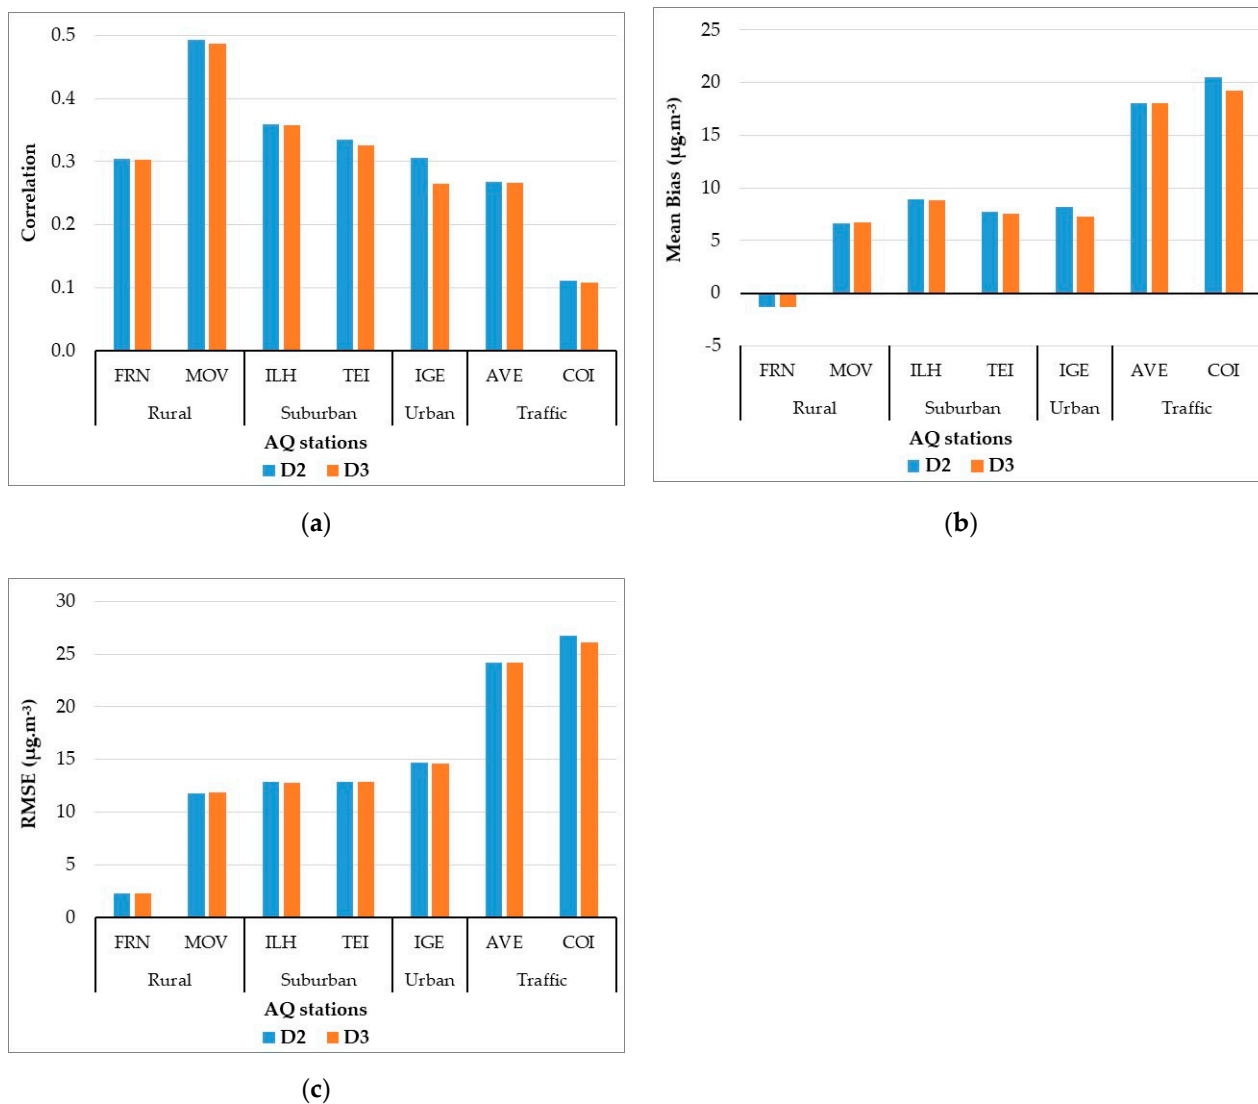 0.5
0.4
0.3
0.2
0.1
0.0
Correlation
FRN MOV ILH TEI IGE AVE COI
Rural Suburban Urban Traffic
AQ stations
D2 D3
(a)
25
20
15
10
5
0
-5
Mean Bias (µg.m-3)
FRN MOV ILH TEI IGE AVE COI
Rural Suburban Urban Traffic
AQ stations
D2 D3
(b)
30
25
20
15
10
5
0
RMSE (µg.m-3)
FRN MOV ILH TEI IGE AVE COI
Rural Suburban Urban Traffic
AQ stations
D2 D3
(c)